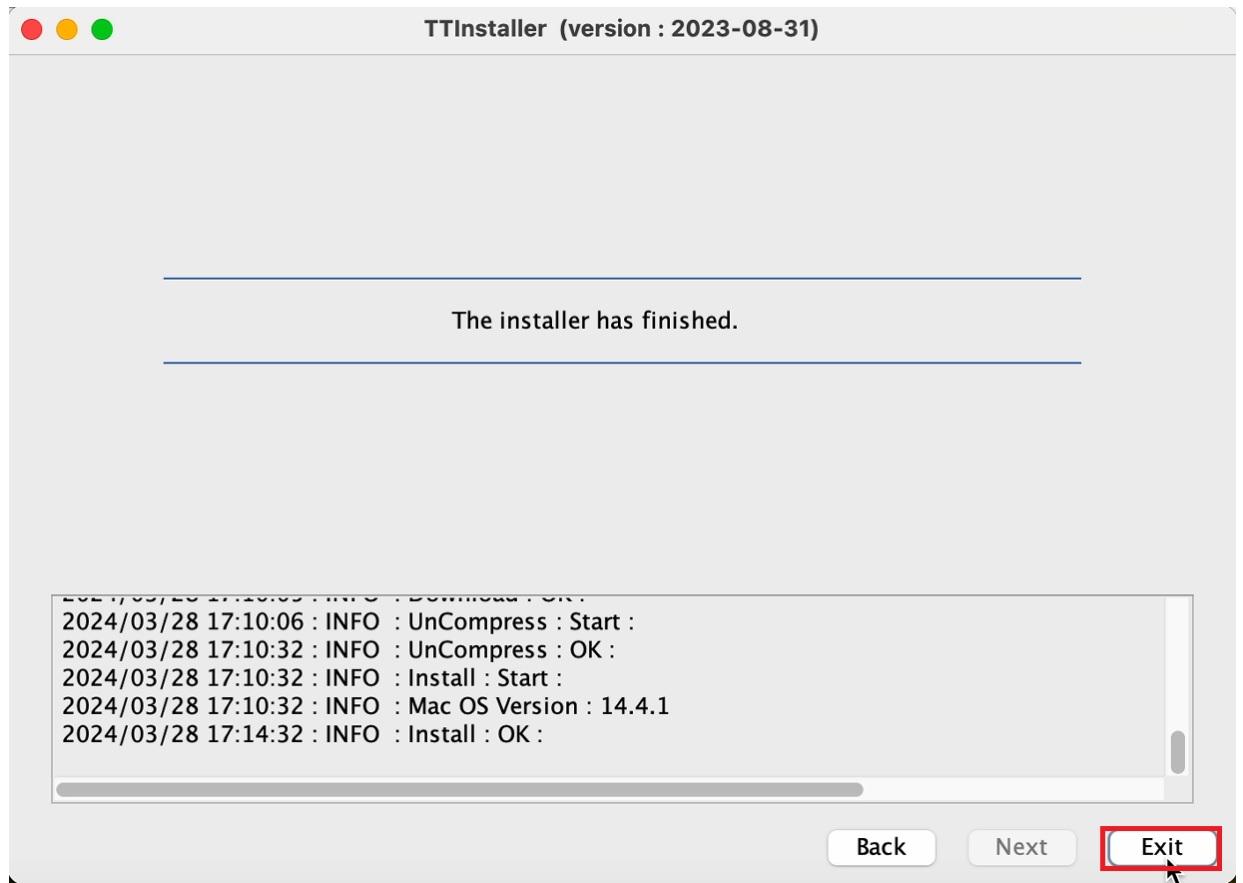 TTInstaller (version : 2023-08-31)
The installer has finished.
2024/03/28 17:10:06 : INFO : UnCompress : Start :
2024/03/28 17:10:32 : INFO : UnCompress : OK :
2024/03/28 17:10:32 : INFO : Install : Start :
2024/03/28 17:10:32 : INFO : Mac OS Version : 14.4.1
2024/03/28 17:14:32 : INFO : Install : OK :
Back Next Exit